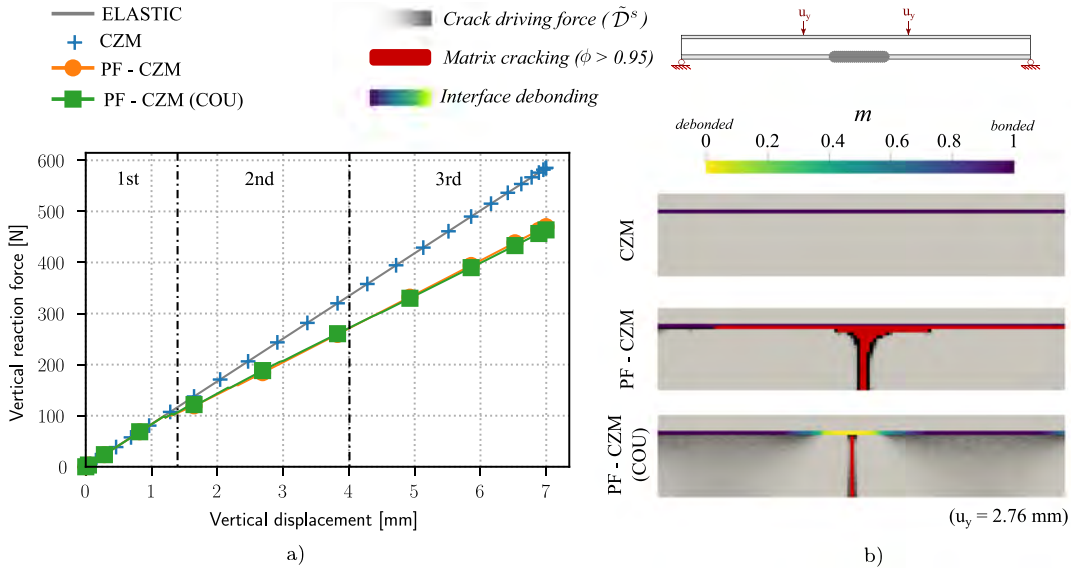 ELASTIC
CZM
PF - CZM
PF - CZM (COU)
Crack driving force ( 𝒟̃ˢ )
Matrix cracking (ϕ > 0.95)
Interface debonding
u_y u_y
600
500
400
300
200
100
0
Vertical reaction force [N]
1st 2nd 3rd
0 1 2 3 4 5 6 7
Vertical displacement [mm]
a)
m
debonded bonded
0 0.2 0.4 0.6 0.8 1
CZM
PF - CZM
PF - CZM
(COU)
(u_y = 2.76 mm)
b)